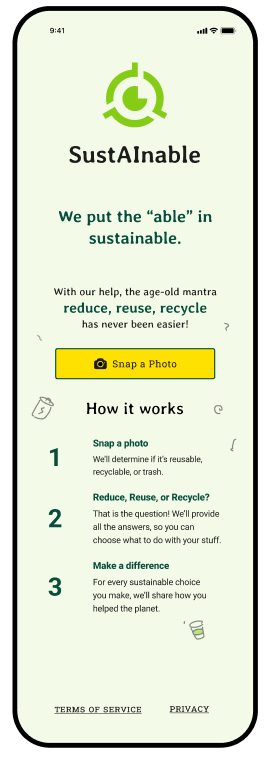 9:41
SustAInable
We put the “able” in
sustainable.
With our help, the age-old mantra
reduce, reuse, recycle
has never been easier!
Snap a Photo
How it works
1
Snap a photo
We’ll determine if it’s reusable,
recyclable, or trash.
2
Reduce, Reuse, or Recycle?
That is the question! We’ll provide
all the answers, so you can
choose what to do with your stuff.
3
Make a difference
For every sustainable choice
you make, we’ll share how you
helped the planet.
TERMS OF SERVICE PRIVACY